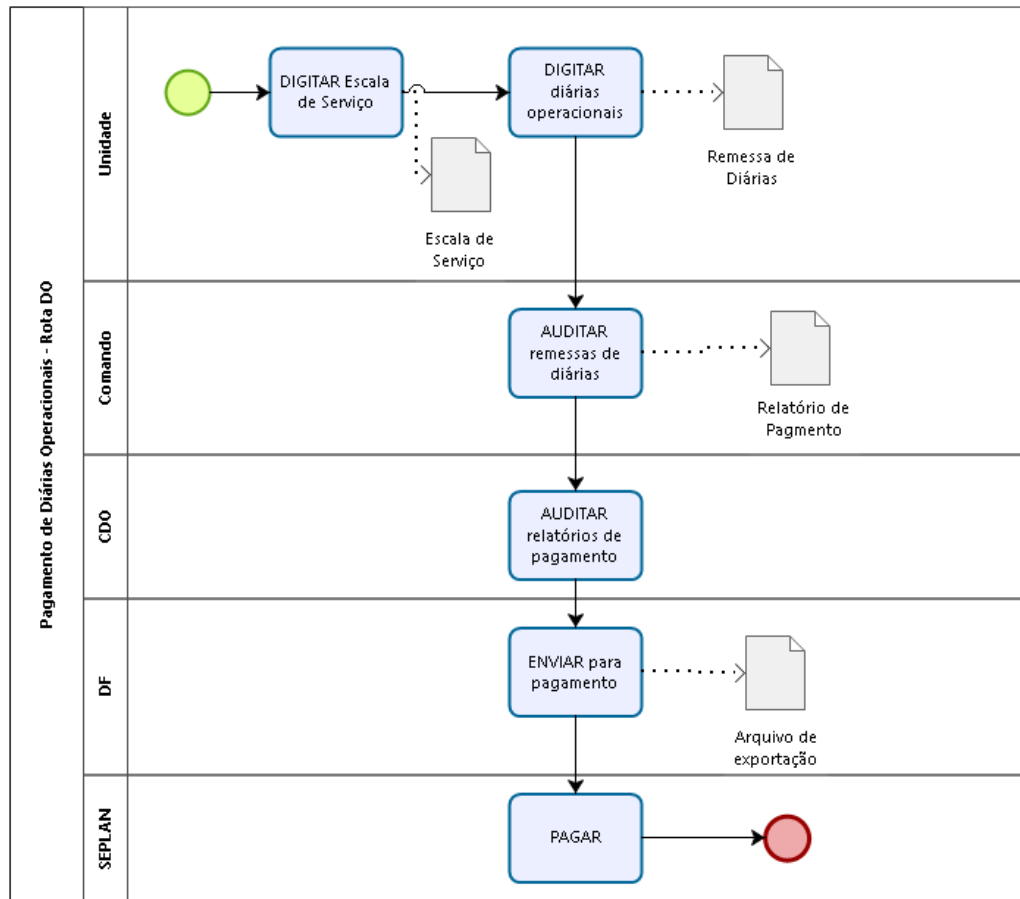 Pagamento de Diárias Operacionais - Rota DO
Unidade
DIGITAR Escala
de Serviço
DIGITAR
diárias
operacionais
Remessa de
Diárias
Escala de
Serviço
Comando
AUDITAR
remessas de
diárias
Relatório de
Pagmento
CDO
AUDITAR
relatórios de
pagamento
DF
ENVIAR para
pagamento
Arquivo de
exportação
SEPLAN
PAGAR